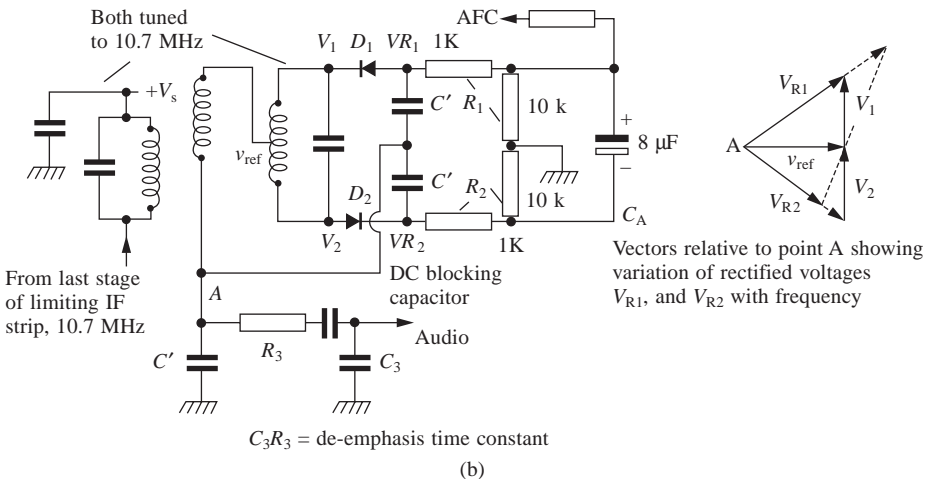 Both tuned
to 10.7 MHz
+Vs
From last stage
of limiting IF
strip, 10.7 MHz
vref
V1
D1
VR1
1K
AFC
C′
R1
10 k
+
8 μF
−
C′
R2
10 k
D2
V2
VR2
1K
CA
A
DC blocking
capacitor
Audio
R3
C′
C3
C3R3 = de-emphasis time constant
(b)
VR1
V1
A
vref
VR2
V2
Vectors relative to point A showing
variation of rectified voltages
VR1, and VR2 with frequency